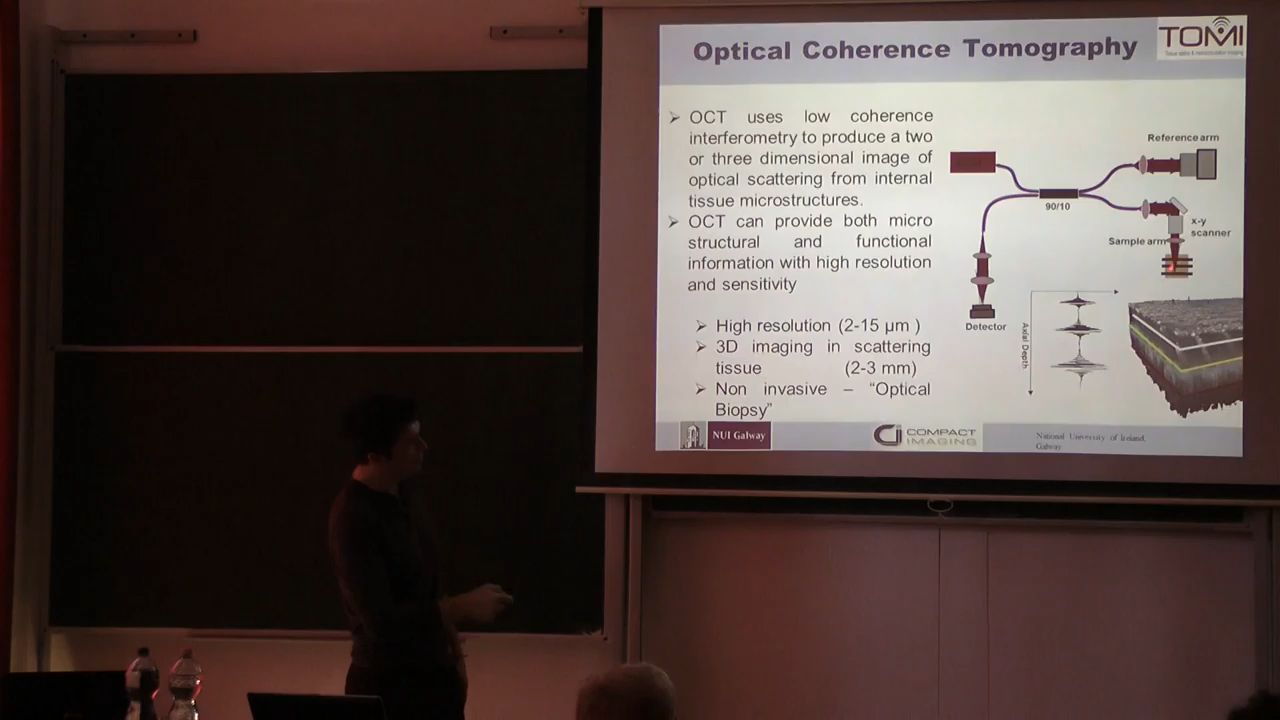 Optical Coherence Tomography
TOMI
➢ OCT uses low coherence
interferometry to produce a two
or three dimensional image of
optical scattering from internal
tissue microstructures.
➢ OCT can provide both micro
structural and functional
information with high resolution
and sensitivity
➢ High resolution (2-15 µm )
➢ 3D imaging in scattering
tissue (2-3 mm)
➢ Non invasive – “Optical
Biopsy”
Reference arm
90/10
x-y
scanner
Sample arm
Detector
Axial Depth
NUI Galway
COMPACT
IMAGING
National University of Ireland,
Galway